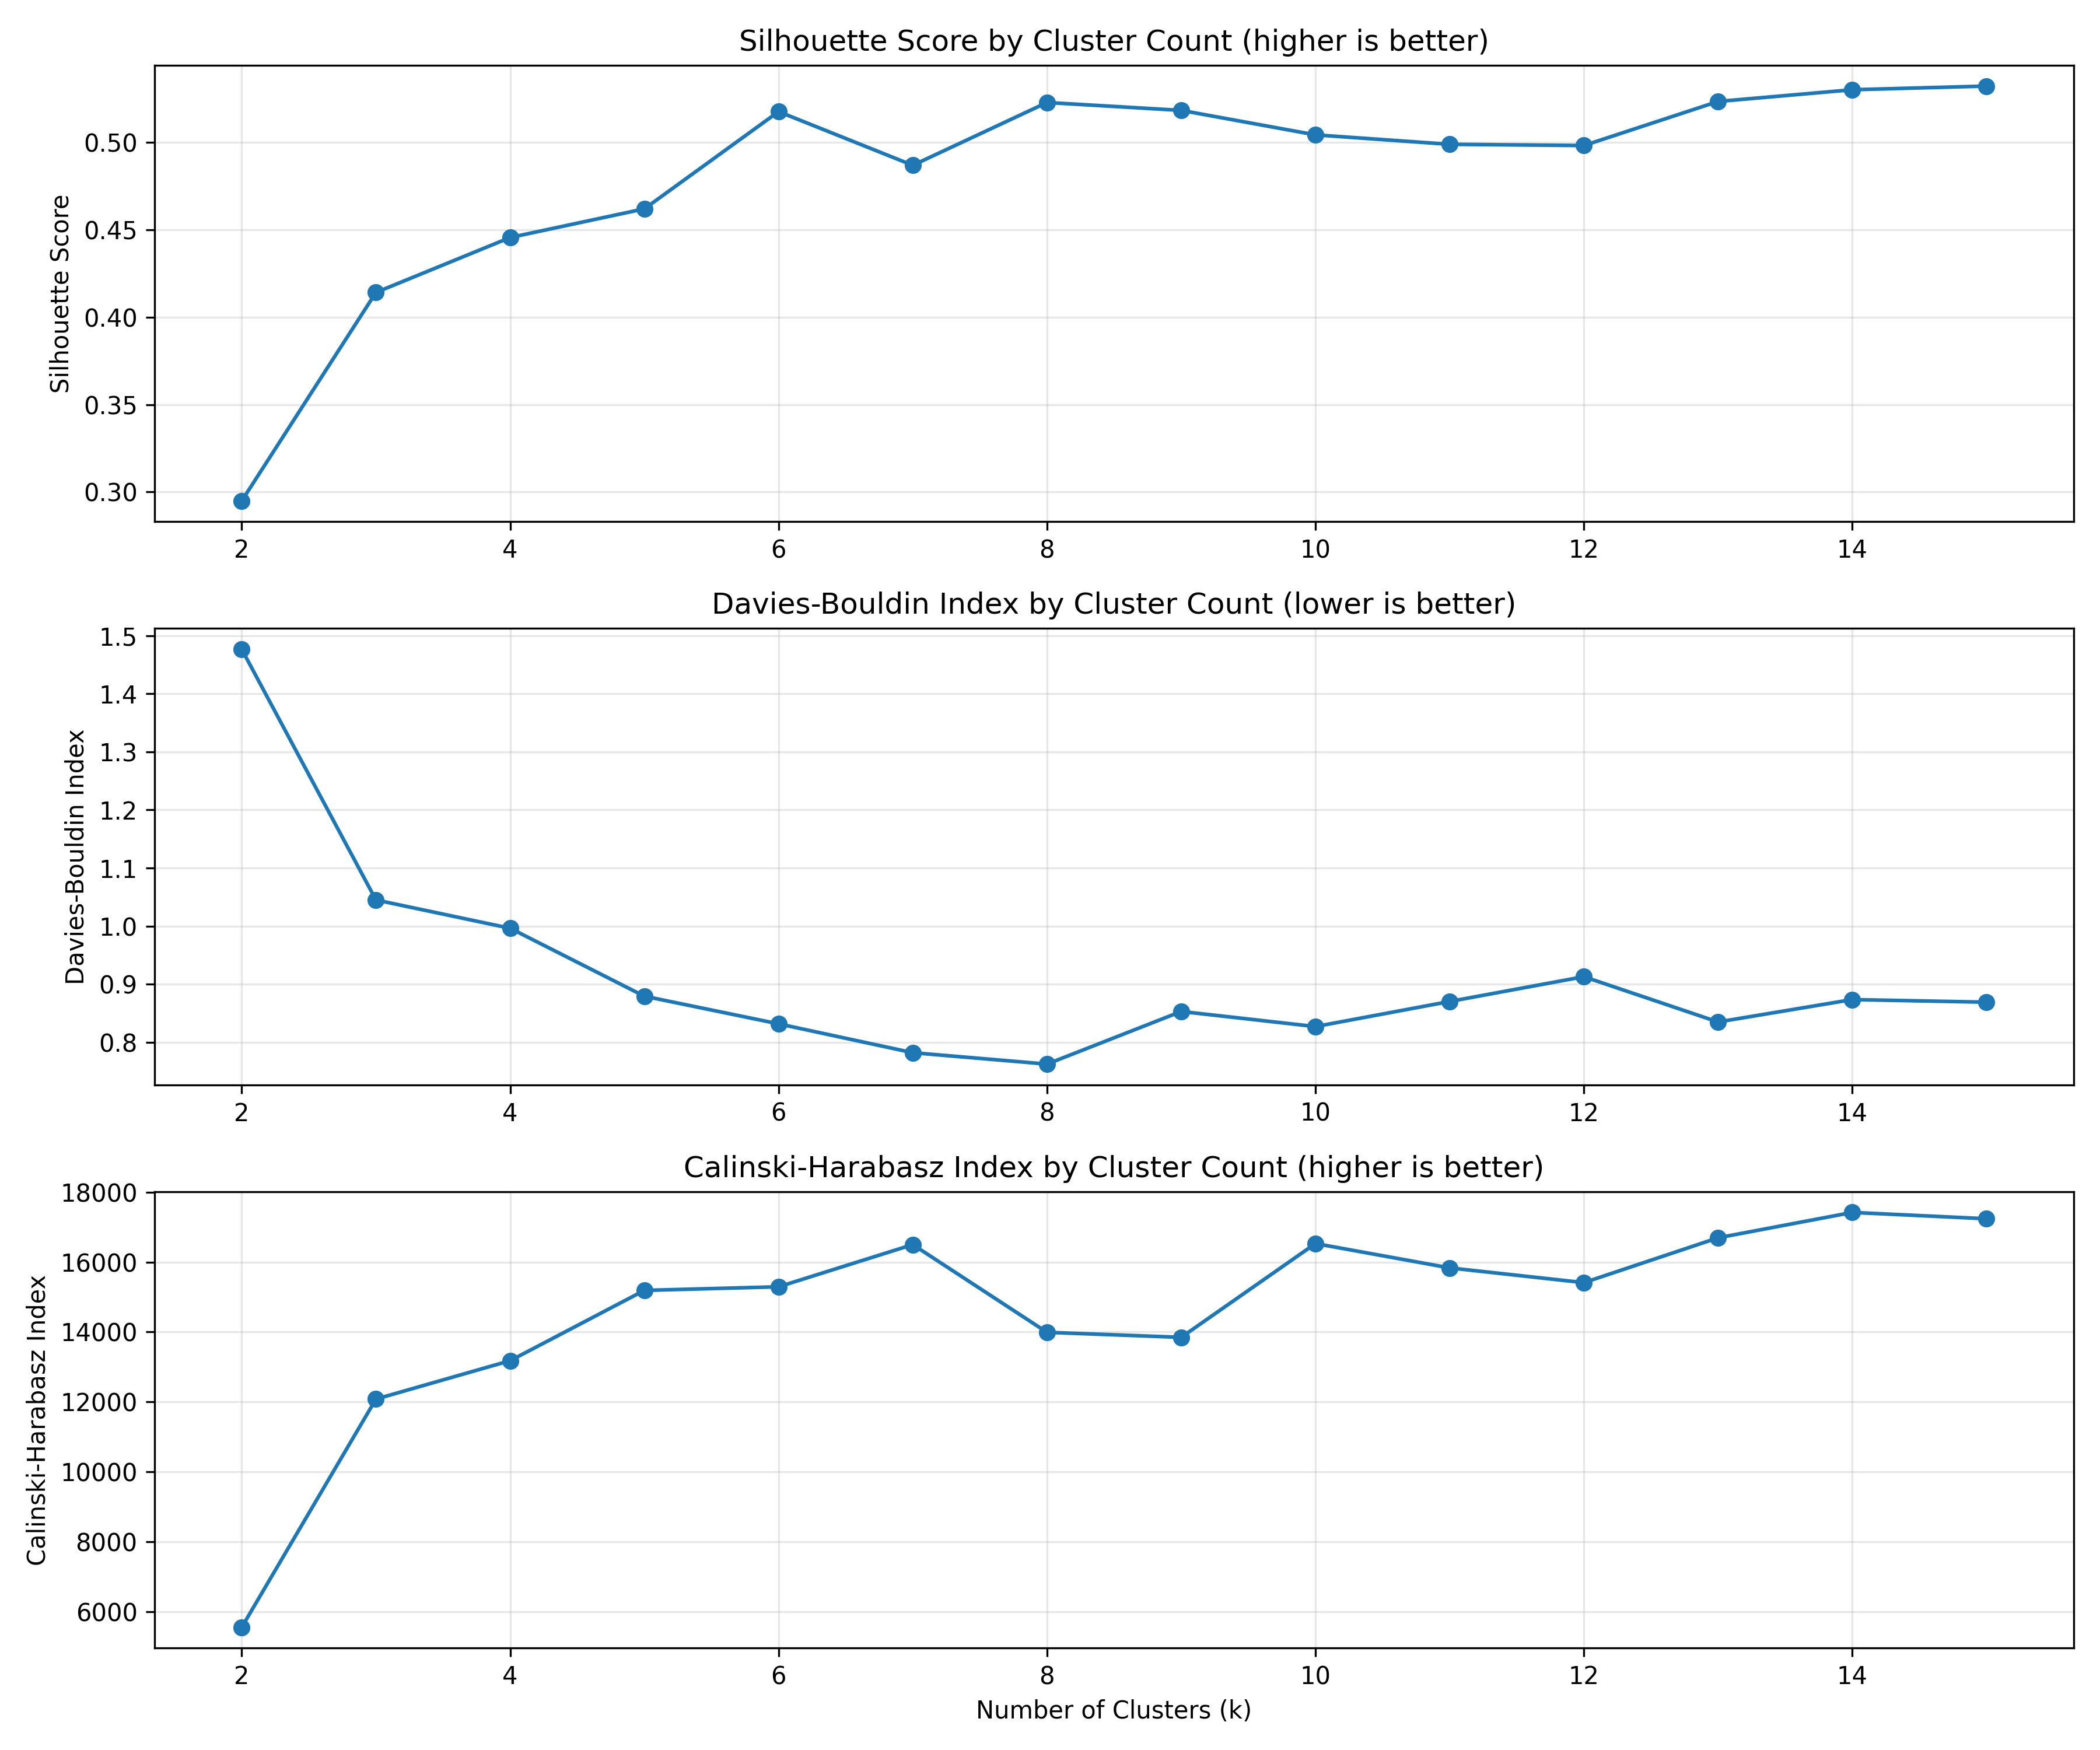 Silhouette Score by Cluster Count (higher is better)
Silhouette Score
0.50
0.45
0.40
0.35
0.30
2 4 6 8 10 12 14
Davies-Bouldin Index by Cluster Count (lower is better)
Davies-Bouldin Index
1.5
1.4
1.3
1.2
1.1
1.0
0.9
0.8
2 4 6 8 10 12 14
Calinski-Harabasz Index by Cluster Count (higher is better)
Calinski-Harabasz Index
18000
16000
14000
12000
10000
8000
6000
2 4 6 8 10 12 14
Number of Clusters (k)